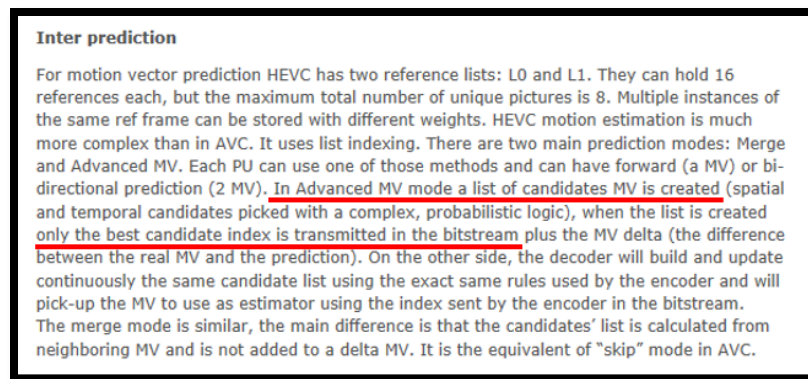 Inter prediction
For motion vector prediction HEVC has two reference lists: L0 and L1. They can hold 16
references each, but the maximum total number of unique pictures is 8. Multiple instances of
the same ref frame can be stored with different weights. HEVC motion estimation is much
more complex than in AVC. It uses list indexing. There are two main prediction modes: Merge
and Advanced MV. Each PU can use one of those methods and can have forward (a MV) or bi-
directional prediction (2 MV). In Advanced MV mode a list of candidates MV is created (spatial
and temporal candidates picked with a complex, probabilistic logic), when the list is created
only the best candidate index is transmitted in the bitstream plus the MV delta (the difference
between the real MV and the prediction). On the other side, the decoder will build and update
continuously the same candidate list using the exact same rules used by the encoder and will
pick-up the MV to use as estimator using the index sent by the encoder in the bitstream.
The merge mode is similar, the main difference is that the candidates' list is calculated from
neighboring MV and is not added to a delta MV. It is the equivalent of “skip” mode in AVC.